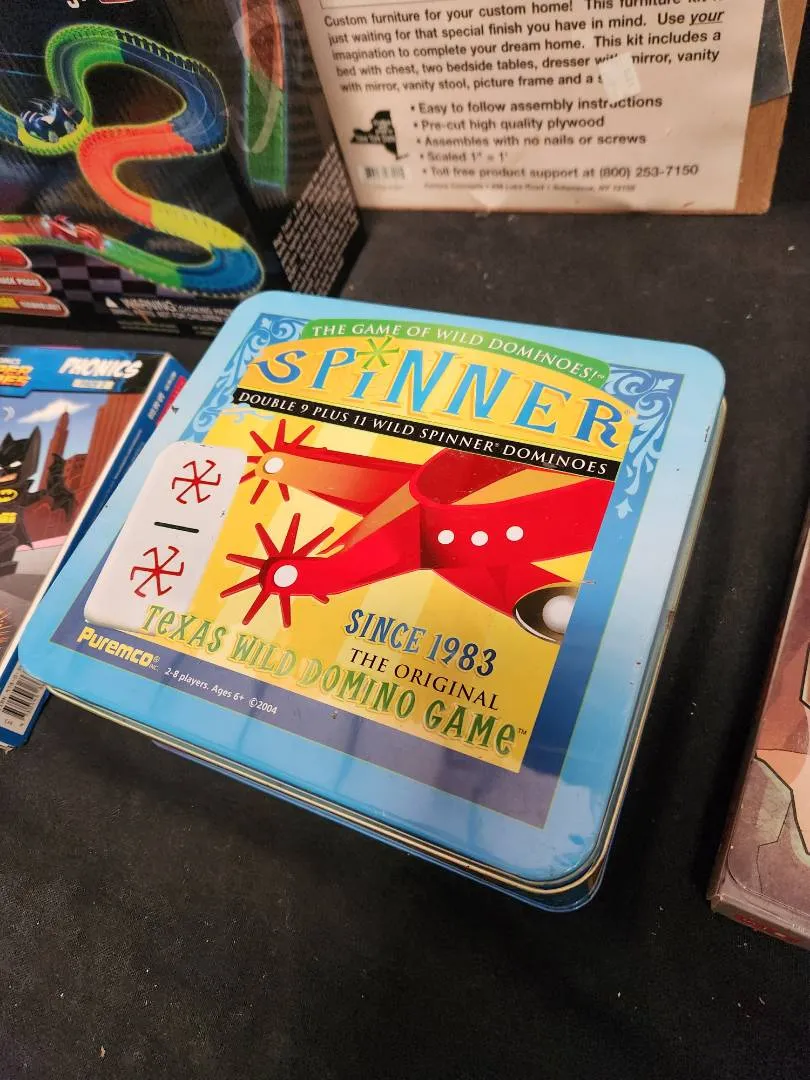 Custom furniture for your custom home! This furniture
just waiting for that special finish you have in mind. Use your
imagination to complete your dream home. This kit includes a
bed with chest, two bedside tables, dresser with mirror, vanity
with mirror, vanity stool, picture frame and a
• Easy to follow assembly instructions
• Pre-cut high quality plywood
• Assembles with no nails or screws
• Scaled 1" = 1'
• Toll free product support at (800) 253-7150
WARNING:
PHONICS
THE GAME OF WILD DOMINOES!™
SPINNER®
DOUBLE 9 PLUS 11 WILD SPINNER® DOMINOES
SINCE 1983
THE ORIGINAL
TEXAS WILD DOMINO GAME™
Puremco® INC.
2-8 players. Ages 6+ ©2004